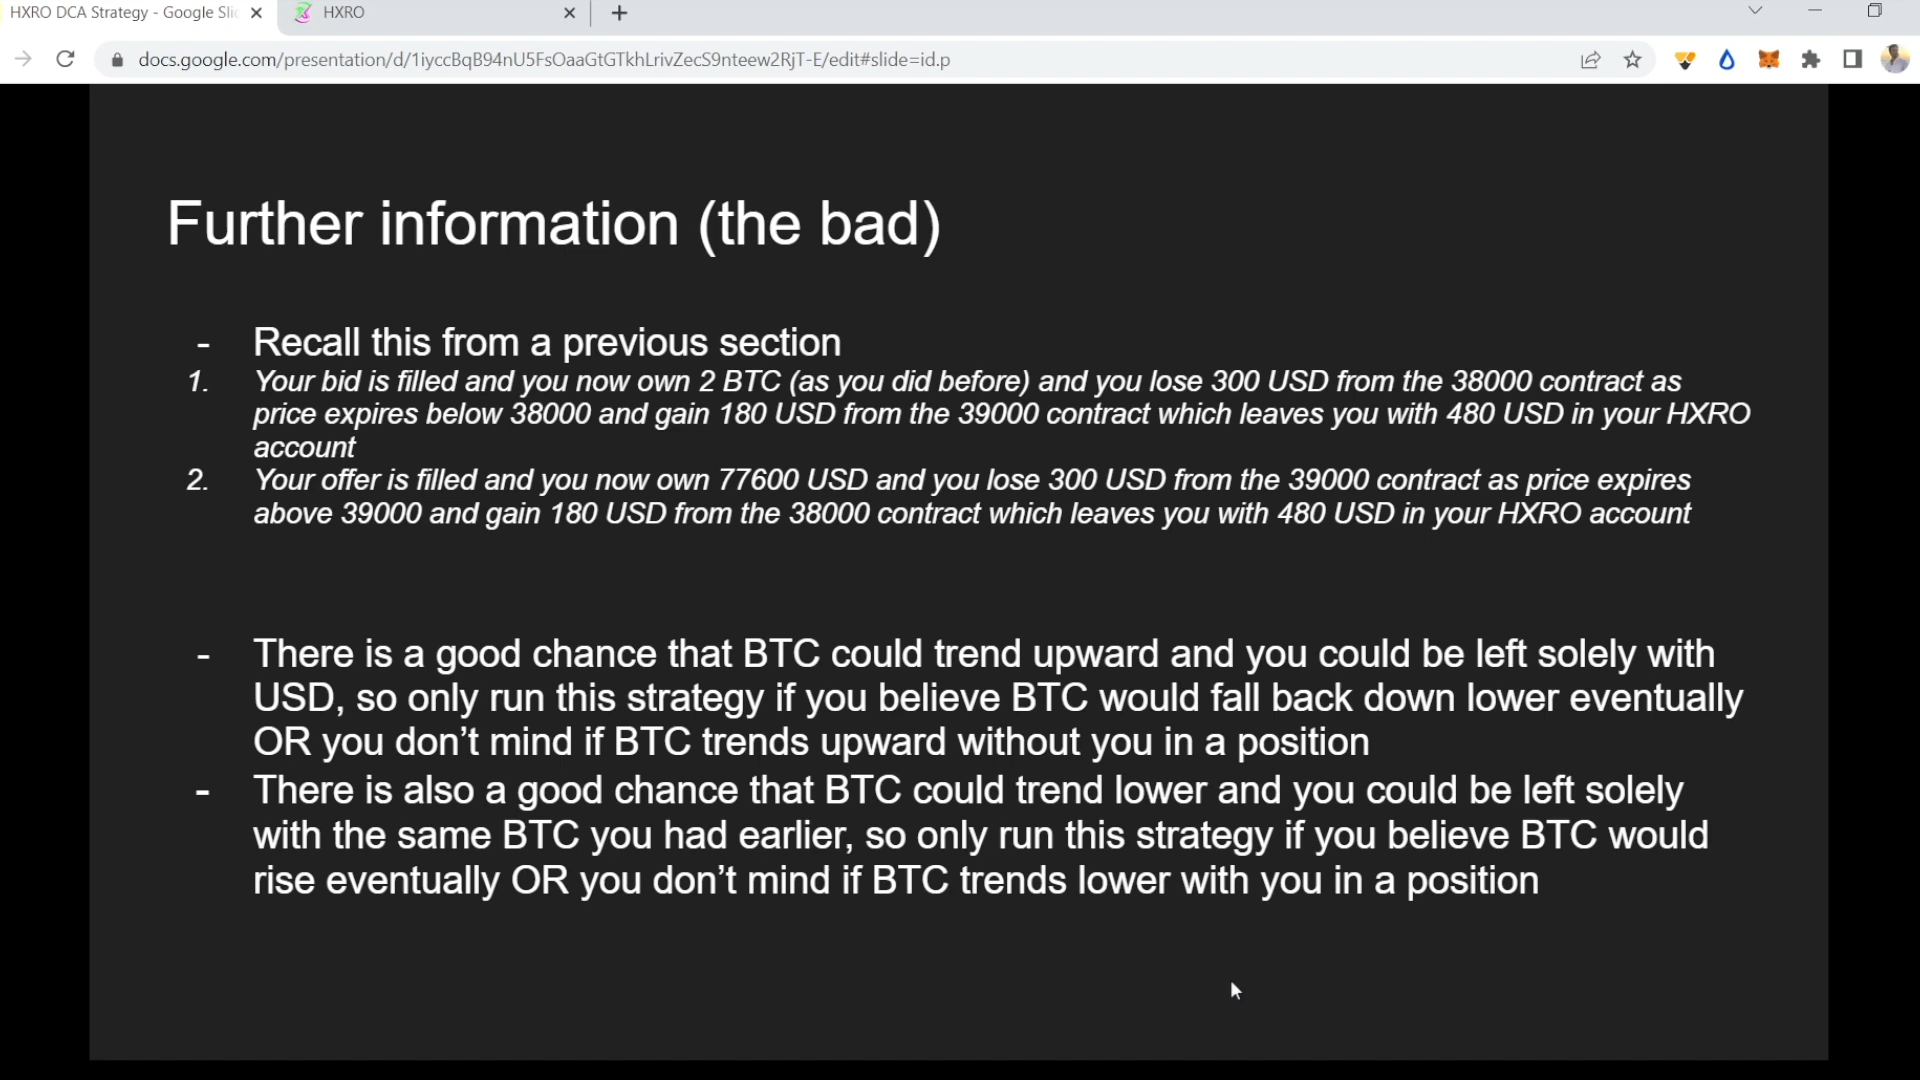 HXRO DCA Strategy - Google Slid
HXRO
docs.google.com/presentation/d/1iyccBqB94nU5FsOaaGtGTkhLrivZecS9nteew2RjT-E/edit#slide=id.p
Further information (the bad)
- Recall this from a previous section
1. Your bid is filled and you now own 2 BTC (as you did before) and you lose 300 USD from the 38000 contract as
price expires below 38000 and gain 180 USD from the 39000 contract which leaves you with 480 USD in your HXRO
account
2. Your offer is filled and you now own 77600 USD and you lose 300 USD from the 39000 contract as price expires
above 39000 and gain 180 USD from the 38000 contract which leaves you with 480 USD in your HXRO account
- There is a good chance that BTC could trend upward and you could be left solely with
USD, so only run this strategy if you believe BTC would fall back down lower eventually
OR you don’t mind if BTC trends upward without you in a position
- There is also a good chance that BTC could trend lower and you could be left solely
with the same BTC you had earlier, so only run this strategy if you believe BTC would
rise eventually OR you don’t mind if BTC trends lower with you in a position